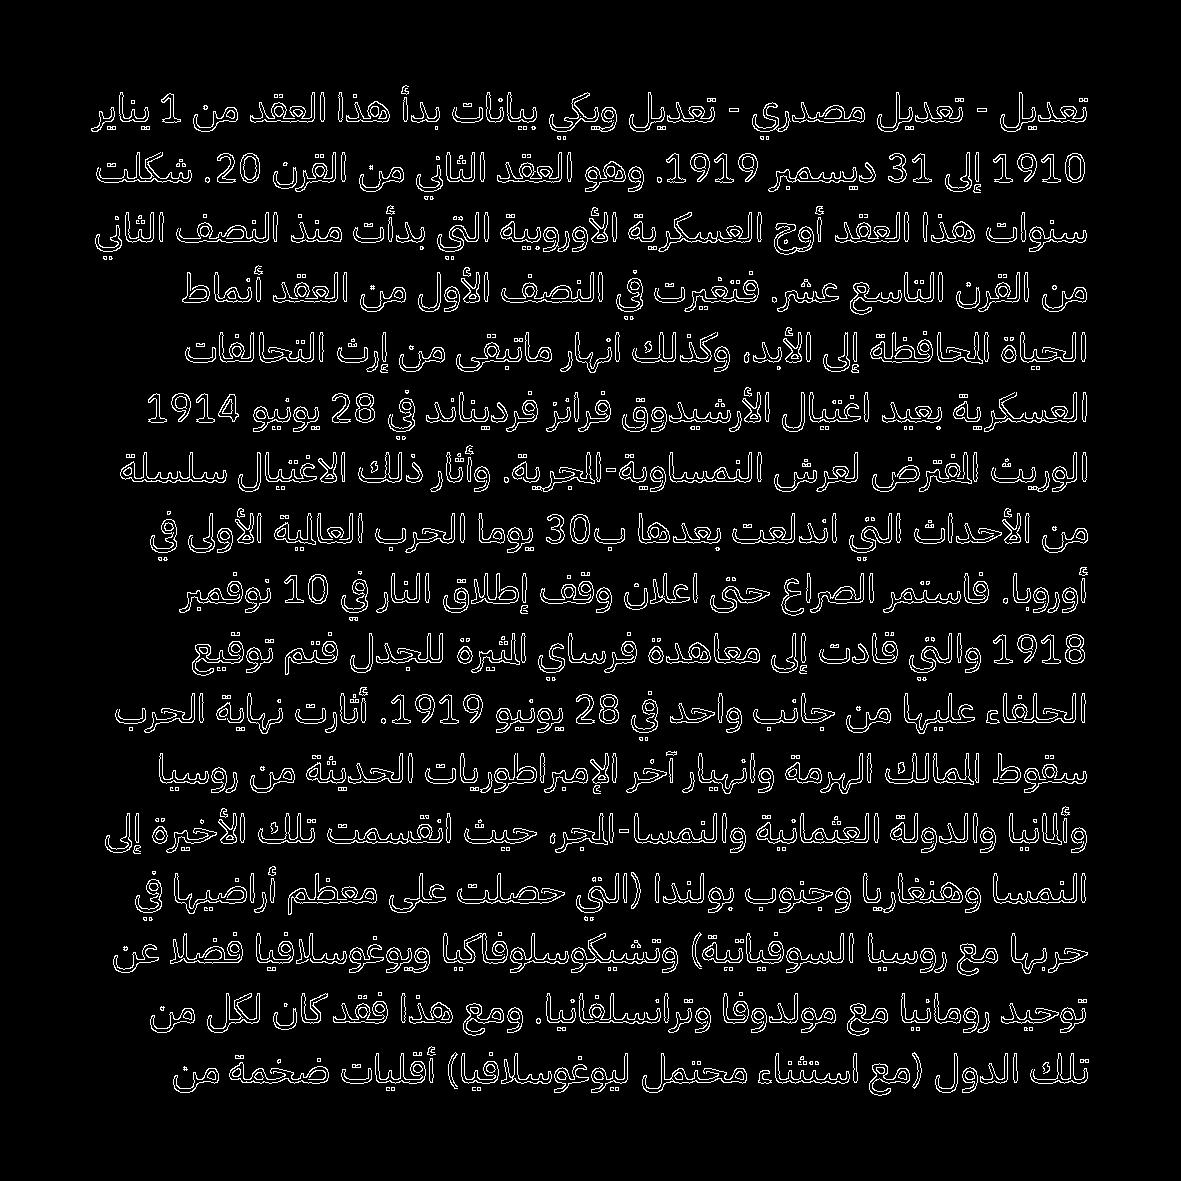 تعديل - تعديل مصدري - تعديل ويكي بيانات بدأ هذا العقد من 1 يناير
1910 إلى 31 ديسمبر 1919. وهو العقد الثاني من القرن 20. شكلت
سنوات هذا العقد أوج العسكرية الأوروبية التي بدأت منذ النصف الثاني
من القرن التاسع عشر. فتغيرت في النصف الأول من العقد أنماط
الحياة المحافظة إلى الأبد، وكذلك انهار ماتبقى من إرث التحالفات
العسكرية بعيد اغتيال الأرشيدوق فرانز فرديناند في 28 يونيو 1914
الوريث المفترض لعرش النمساوية-المجرية. وأثار ذلك الاغتيال سلسلة
من الأحداث التي اندلعت بعدها ب30 يوما الحرب العالمية الأولى في
أوروبا. فاستمر الصراع حتى اعلان وقف إطلاق النار في 10 نوفمبر
1918 والتي قادت إلى معاهدة فرساي المثيرة للجدل فتم توقيع
الحلفاء عليها من جانب واحد في 28 يونيو 1919. أثارت نهاية الحرب
سقوط الممالك الهرمة وانهيار آخر الإمبراطوريات الحديثة من روسيا
وألمانيا والدولة العثمانية والنمسا-المجر، حيث انقسمت تلك الأخيرة إلى
النمسا وهنغاريا وجنوب بولندا (التي حصلت على معظم أراضيها في
حربها مع روسيا السوفياتية) وتشيكوسلوفاكيا ويوغوسلافيا فضلا عن
توحيد رومانيا مع مولدوفا وترانسلفانيا. ومع هذا فقد كان لكل من
تلك الدول (مع استثناء محتمل ليوغوسلافيا) أقليات ضخمة من